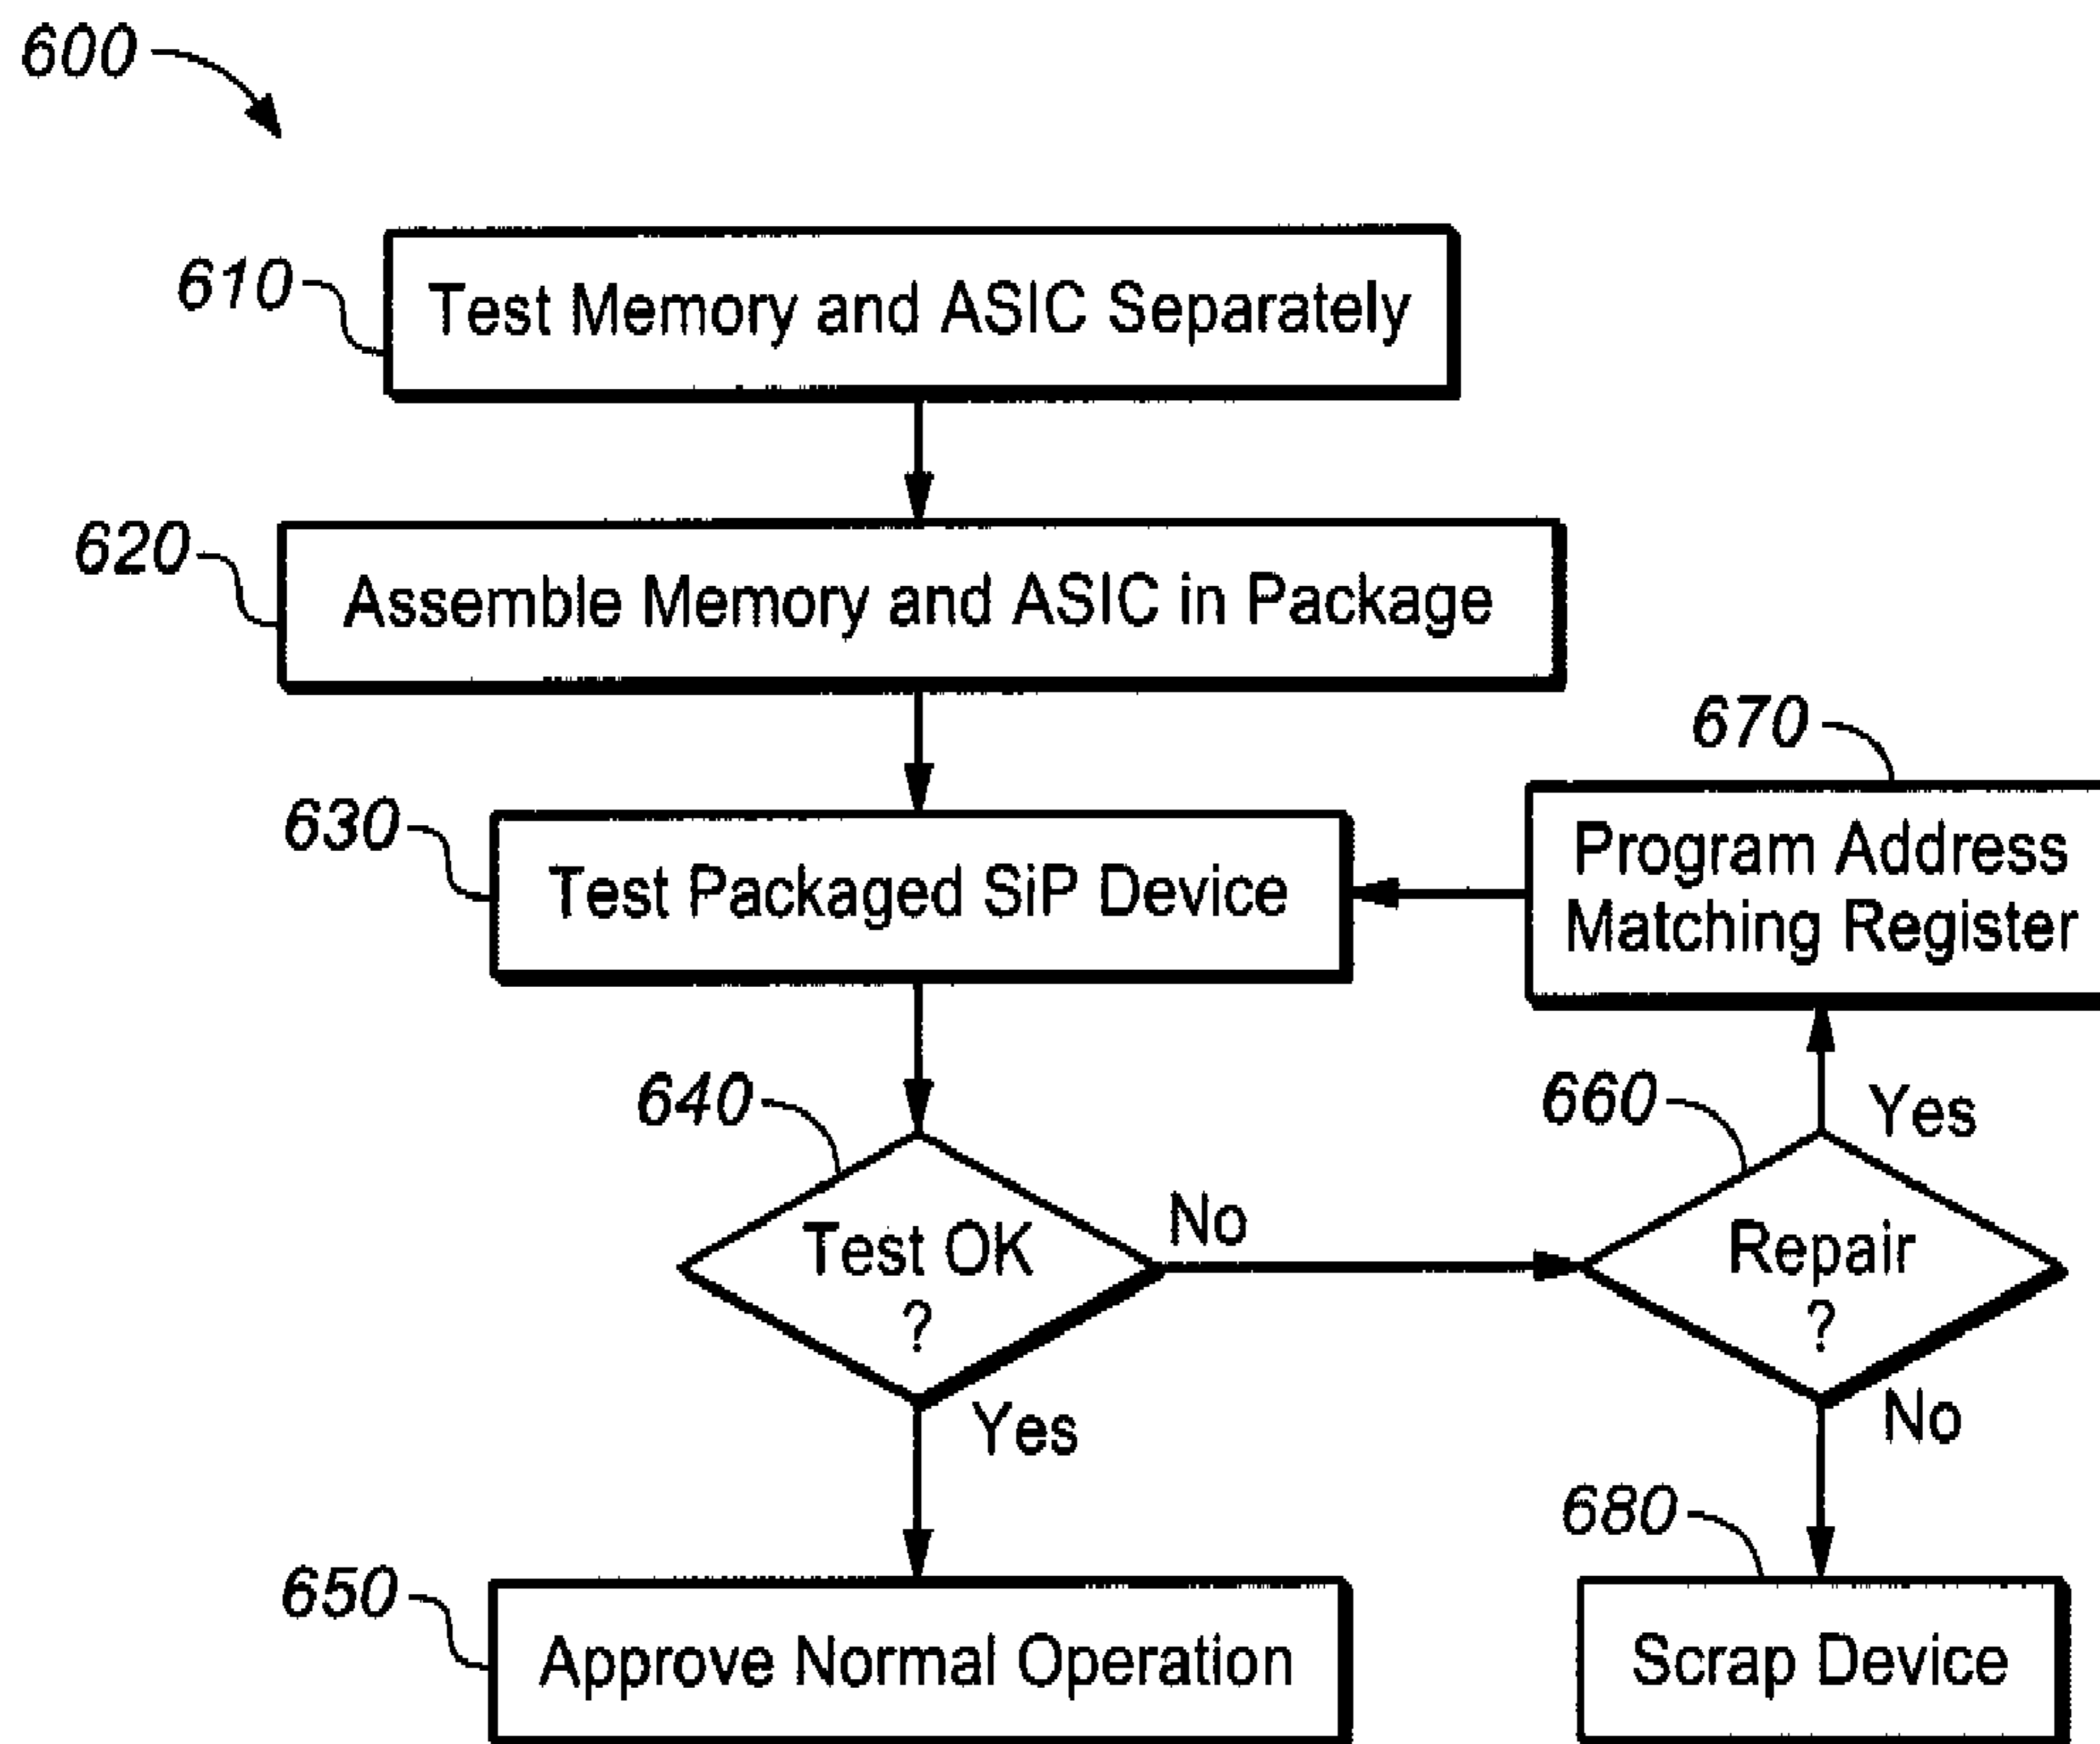 600
610
Test Memory and ASIC Separately
620
Assemble Memory and ASIC in Package
630
Test Packaged SiP Device
670
Program Address
Matching Register
640
Test OK
?
No
Yes
660
Repair
?
Yes
No
650
Approve Normal Operation
680
Scrap Device